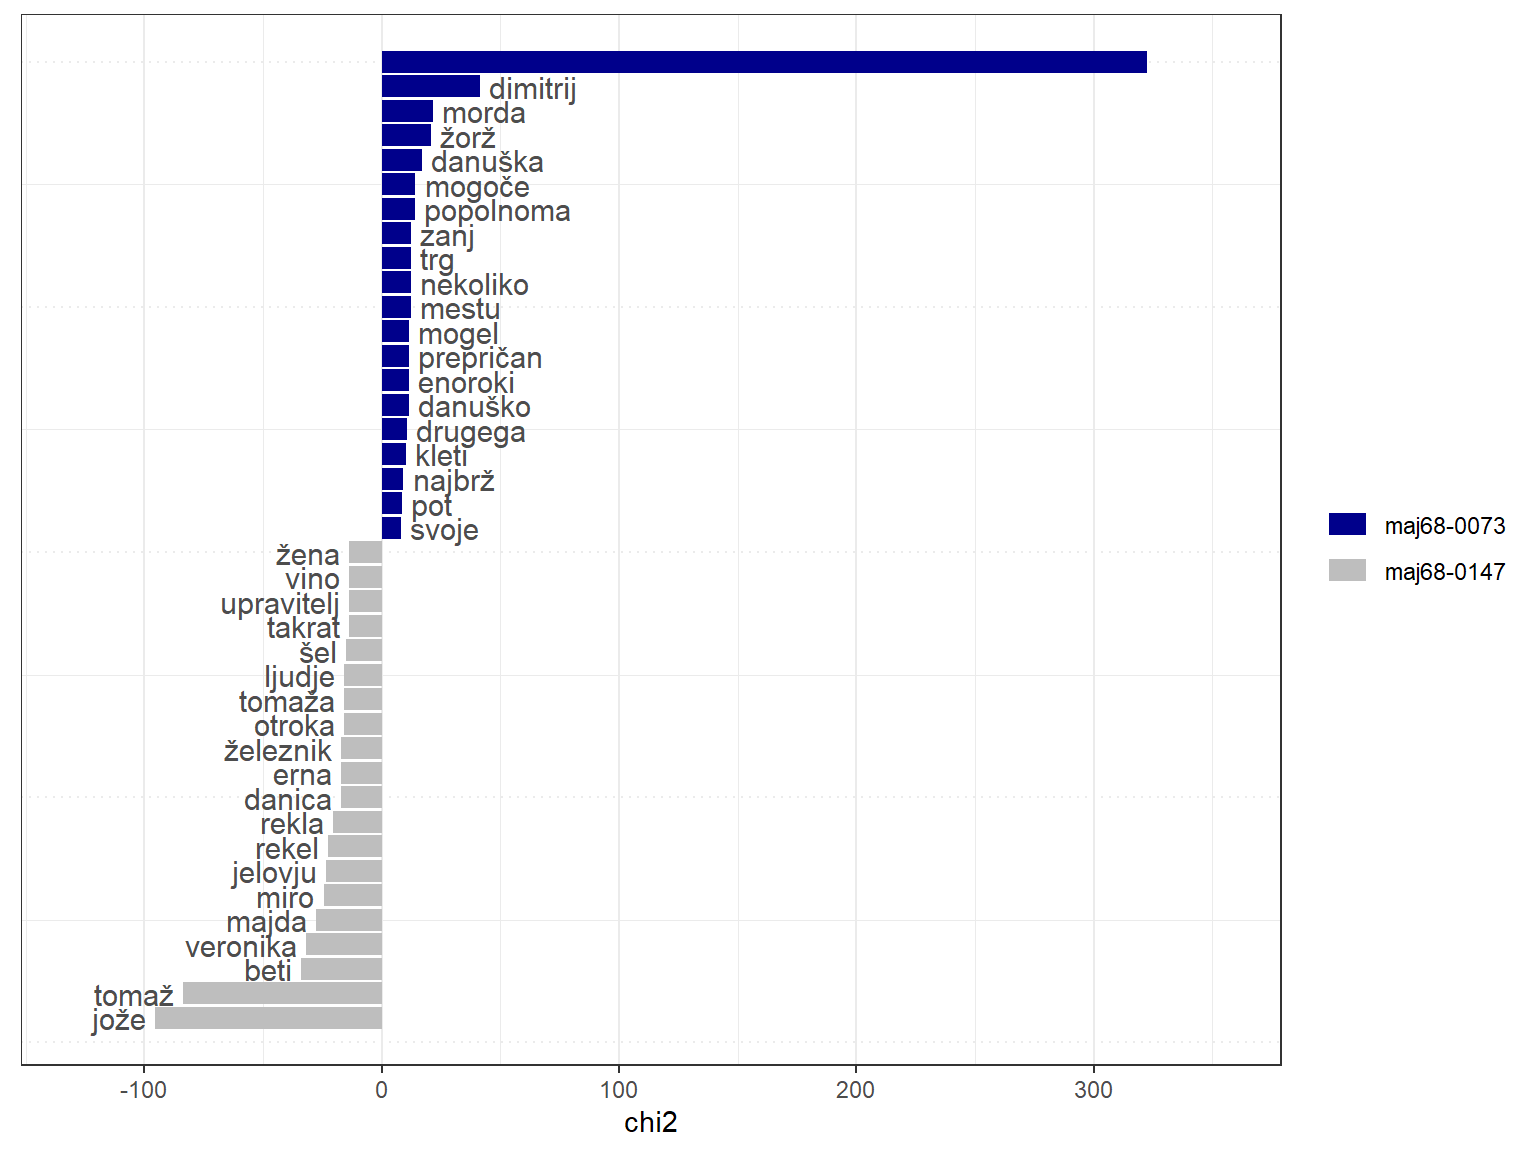 dimitrij
morda
žorž
danuška
mogoče
popolnoma
zanj
trg
nekoliko
mestu
mogel
prepričan
enoroki
danuško
drugega
kleti
najbrž
pot
svoje
žena
vino
upravitelj
takrat
šel
ljudje
tomaža
otroka
železnik
erna
danica
rekla
rekel
jelovju
miro
majda
veronika
beti
tomaž
jože
maj68-0073
maj68-0147
-100 0 100 200 300
chi2